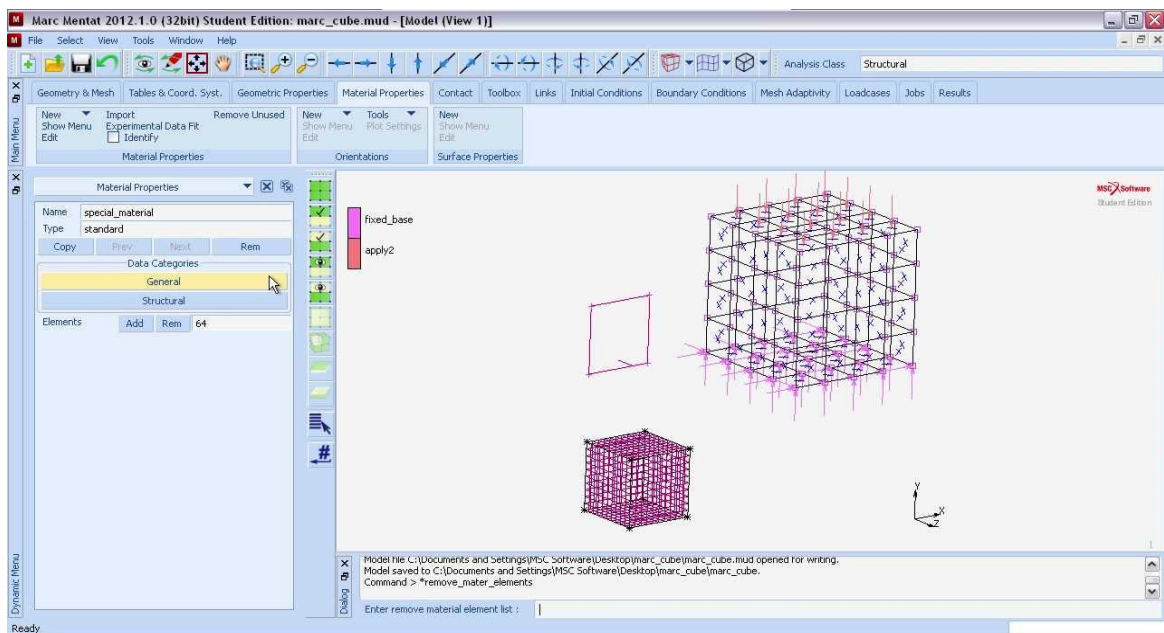 Marc Mentat 2012.1.0 (32bit) Student Edition: marc_cube.mud - [Model (View 1)]
File Select View Tools Window Help
Analysis Class Structural
Main Menu
Geometry & Mesh Tables & Coord. Syst. Geometric Properties Material Properties Contact Toolbox Links Initial Conditions Boundary Conditions Mesh Adaptivity Loadcases Jobs Results
New Import Remove Unused New Tools New
Show Menu Experimental Data Fit Show Menu Plot Settings Show Menu
Edit Identify Edit Edit
Material Properties Orientations Surface Properties
Material Properties
Name special_material
Type standard
Copy Prev Next Rem
Data Categories
General
Structural
Elements Add Rem 64
#
fixed_base
apply2
MSC Software
Student Edition
Y
X
Z
1
Dynamic Menu
Dialog
Model file C:\Documents and Settings\MSC Software\Desktop\marc_cube\marc_cube.mud opened for writing.
Model saved to C:\Documents and Settings\MSC Software\Desktop\marc_cube\marc_cube.
Command > *remove_mater_elements
Enter remove material element list :
Ready